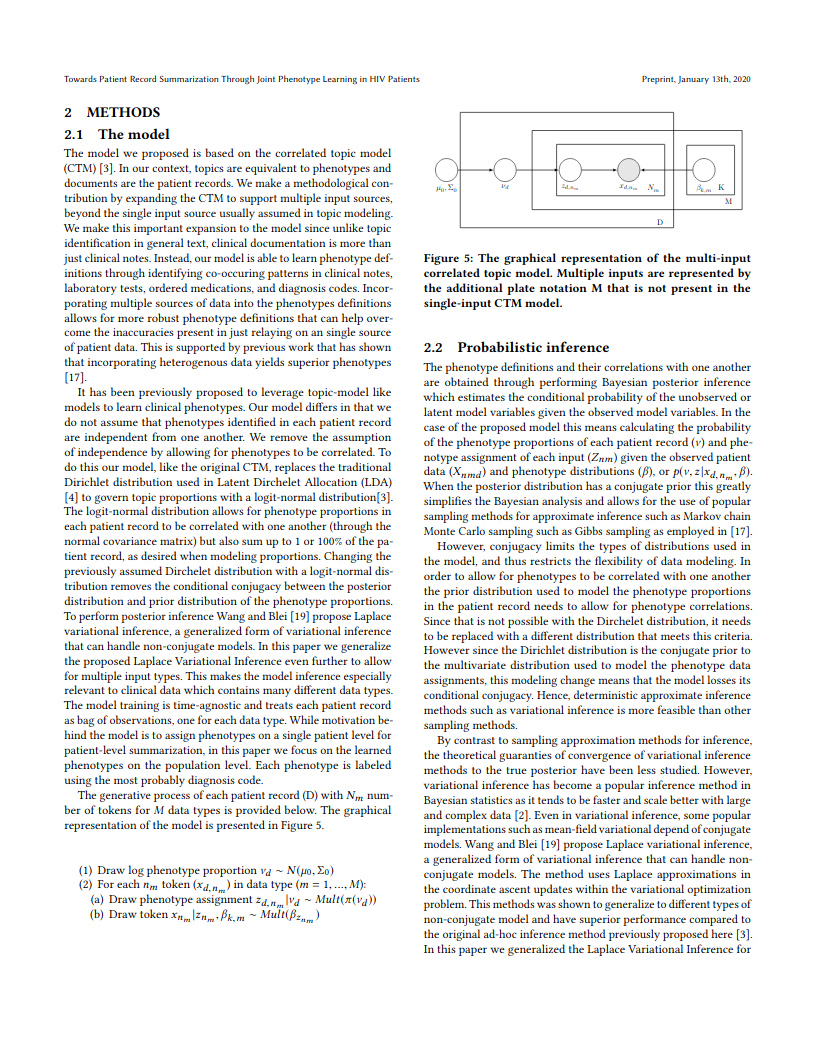 Towards Patient Record Summarization Through Joint Phenotype Learning in HIV Patients
Preprint, January 13th, 2020
2 METHODS
2.1 The model
The model we proposed is based on the correlated topic model
(CTM) [3]. In our context, topics are equivalent to phenotypes and
documents are the patient records. We make a methodological con-
tribution by expanding the CTM to support multiple input sources,
beyond the single input source usually assumed in topic modeling.
We make this important expansion to the model since unlike topic
identification in general text, clinical documentation is more than
just clinical notes. Instead, our model is able to learn phenotype def-
initions through identifying co-occuring patterns in clinical notes,
laboratory tests, ordered medications, and diagnosis codes. Incor-
porating multiple sources of data into the phenotypes definitions
allows for more robust phenotype definitions that can help over-
come the inaccuracies present in just relaying on an single source
of patient data. This is supported by previous work that has shown
that incorporating heterogenous data yields superior phenotypes
[17].
It has been previously proposed to leverage topic-model like
models to learn clinical phenotypes. Our model differs in that we
do not assume that phenotypes identified in each patient record
are independent from one another. We remove the assumption
of independence by allowing for phenotypes to be correlated. To
do this our model, like the original CTM, replaces the traditional
Dirichlet distribution used in Latent Dirchelet Allocation (LDA)
[4] to govern topic proportions with a logit-normal distribution[3].
The logit-normal distribution allows for phenotype proportions in
each patient record to be correlated with one another (through the
normal covariance matrix) but also sum up to 1 or 100% of the pa-
tient record, as desired when modeling proportions. Changing the
previously assumed Dirchelet distribution with a logit-normal dis-
tribution removes the conditional conjugacy between the posterior
distribution and prior distribution of the phenotype proportions.
To perform posterior inference Wang and Blei [19] propose Laplace
variational inference, a generalized form of variational inference
that can handle non-conjugate models. In this paper we generalize
the proposed Laplace Variational Inference even further to allow
for multiple input types. This makes the model inference especially
relevant to clinical data which contains many different data types.
The model training is time-agnostic and treats each patient record
as bag of observations, one for each data type. While motivation be-
hind the model is to assign phenotypes on a single patient level for
patient-level summarization, in this paper we focus on the learned
phenotypes on the population level. Each phenotype is labeled
using the most probably diagnosis code.
The generative process of each patient record (D) with N_m num-
ber of tokens for M data types is provided below. The graphical
representation of the model is presented in Figure 5.
(1) Draw log phenotype proportion ν_d ∼ N(μ_0, Σ_0)
(2) For each n_m token (x_{d,n_m}) in data type (m = 1, ..., M):
(a) Draw phenotype assignment z_{d,n_m}|ν_d ∼ Mult(π(ν_d))
(b) Draw token x_{n_m}|z_{n_m}, β_{k,m} ∼ Mult(β_{z_{n_m}})
μ_0, Σ_0 ν_d z_{d,n_m} x_{d,n_m} N_m β_{k,m} K
M
D
Figure 5: The graphical representation of the multi-input
correlated topic model. Multiple inputs are represented by
the additional plate notation M that is not present in the
single-input CTM model.
2.2 Probabilistic inference
The phenotype definitions and their correlations with one another
are obtained through performing Bayesian posterior inference
which estimates the conditional probability of the unobserved or
latent model variables given the observed model variables. In the
case of the proposed model this means calculating the probability
of the phenotype proportions of each patient record (ν) and phe-
notype assignment of each input (Z_{nm}) given the observed patient
data (X_{nmd}) and phenotype distributions (β), or p(ν, z|x_{d,n_m}, β).
When the posterior distribution has a conjugate prior this greatly
simplifies the Bayesian analysis and allows for the use of popular
sampling methods for approximate inference such as Markov chain
Monte Carlo sampling such as Gibbs sampling as employed in [17].
However, conjugacy limits the types of distributions used in
the model, and thus restricts the flexibility of data modeling. In
order to allow for phenotypes to be correlated with one another
the prior distribution used to model the phenotype proportions
in the patient record needs to allow for phenotype correlations.
Since that is not possible with the Dirchelet distribution, it needs
to be replaced with a different distribution that meets this criteria.
However since the Dirichlet distribution is the conjugate prior to
the multivariate distribution used to model the phenotype data
assignments, this modeling change means that the model losses its
conditional conjugacy. Hence, deterministic approximate inference
methods such as variational inference is more feasible than other
sampling methods.
By contrast to sampling approximation methods for inference,
the theoretical guaranties of convergence of variational inference
methods to the true posterior have been less studied. However,
variational inference has become a popular inference method in
Bayesian statistics as it tends to be faster and scale better with large
and complex data [2]. Even in variational inference, some popular
implementations such as mean-field variational depend of conjugate
models. Wang and Blei [19] propose Laplace variational inference,
a generalized form of variational inference that can handle non-
conjugate models. The method uses Laplace approximations in
the coordinate ascent updates within the variational optimization
problem. This methods was shown to generalize to different types of
non-conjugate model and have superior performance compared to
the original ad-hoc inference method previously proposed here [3].
In this paper we generalized the Laplace Variational Inference for